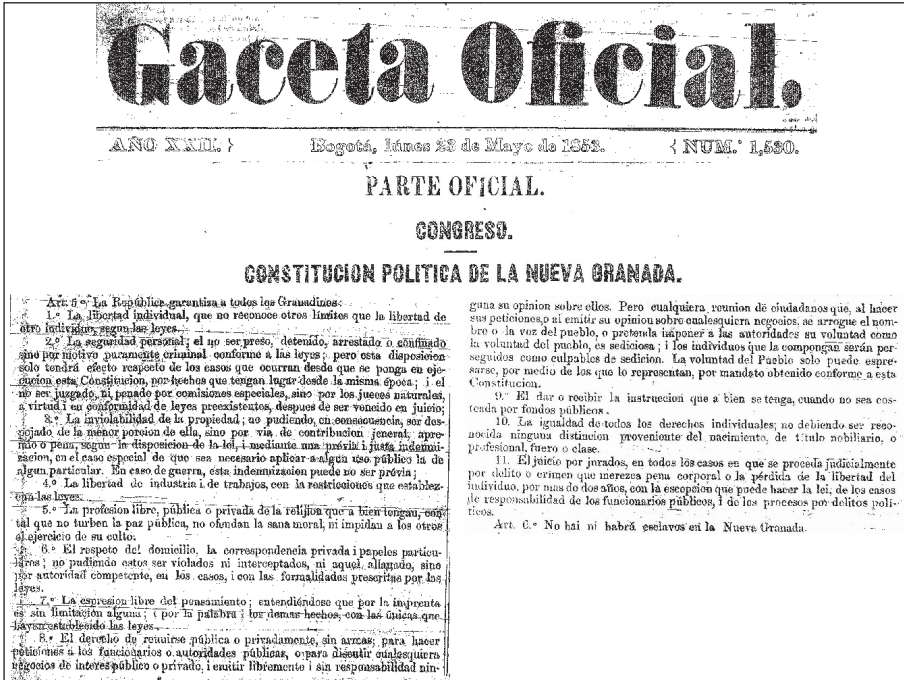 Gaceta Oficial.
AÑO XXII. }
Bogotá, lúnes 23 de Mayo de 1853.
{ NUM.° 1,530.
PARTE OFICIAL.
CONGRESO.
CONSTITUCION POLITICA DE LA NUEVA GRANADA.
Art. 5.° La República garantiza a todos los Granadinos:
1.° La libertad individual, que no reconoce otros límites que la libertad de
otro individuo, segun las leyes.
2.° La seguridad personal; el no ser preso, detenido, arrestado o confinado
sino por motivo puramente criminal conforme a las leyes; pero esta disposicion
solo tendrá efecto respecto de los casos que ocurran desde que se ponga en eje-
cucion esta Constitucion, por hechos que tengan lugar desde la misma época; i el
no ser juzgado, ni penado por comisiones especiales, sino por los jueces naturales,
a virtud i en conformidad de leyes preexistentes, despues de ser vencido en juicio;
3.° La inviolabilidad de la propiedad; no pudiendo, en consecuencia, ser des-
pojado de la menor porcion de ella, sino por via de contribucion jeneral, apre-
mio o pena, segun la disposicion de la lei, i mediante una prévia i justa indemni-
zacion, en el caso especial de que sea necesario aplicar a algun uso público la de
algun particular. En caso de guerra, esta indemnizacion puede no ser prévia;
4.° La libertad de industria i de trabajos, con las restricciones que establez-
can las leyes.
5.° La profesion libre, pública o privada de la relijion que a bien tengan, con
tal que no turben la paz pública, no ofendan la sana moral, ni impidan a los otros
el ejercicio de su culto:
6.° El respeto del domicilio, la correspondencia privada i papeles particu-
lares; no pudiendo estos ser violados ni interceptados, ni aquel allanado, sino
por autoridad competente, en los casos, i con las formalidades prescritas por las
leyes.
7.° La espresion libre del pensamiento; entendiéndose que por la imprenta
es sin limitacion alguna; i por la palabra i los demas hechos, con las únicas que
hayan establecido las leyes.
8.° El derecho de reunirse pública o privadamente, sin armas; para hacer
peticiones a los funcionarios o autoridades públicas, o para discutir cualesquiera
negocios de interes público o privado, i emitir libremente i sin responsabilidad nin-
guna su opinion sobre ellos. Pero cualquiera reunion de ciudadanos que, al hacer
sus peticiones, o al emitir su opinion sobre cualesquiera negocios, se arrogue el nom-
bre o la voz del pueblo, o pretenda imponer a las autoridades su voluntad como
la voluntad del pueblo, es sediciosa; i los individuos que la compongan serán per-
seguidos como culpables de sedicion. La voluntad del Pueblo solo puede espre-
sarse, por medio de los que lo representan, por mandato obtenido conforme a esta
Constitucion.
9.° El dar o recibir la instruccion que a bien se tenga, cuando no sea cos-
tenda por fondos públicos.
10. La igualdad de todos los derechos individuales; no debiendo ser reco-
nocida ninguna distincion proveniente del nacimiento, de título nobiliario, o
profesional, fuero o clase.
11. El juicio por jurados, en todos los casos en que se proceda judicialmente
por delito o crimen que merezca pena corporal o la pérdida de la libertad del
individuo, por mas de dos años, con la escepcion que puede hacer la lei, de los casos
de responsabilidad de los funcionarios públicos, i de los procesos por delitos polí-
ticos.
Art. 6.° No hai ni habrá esclavos en la Nueva Granada.